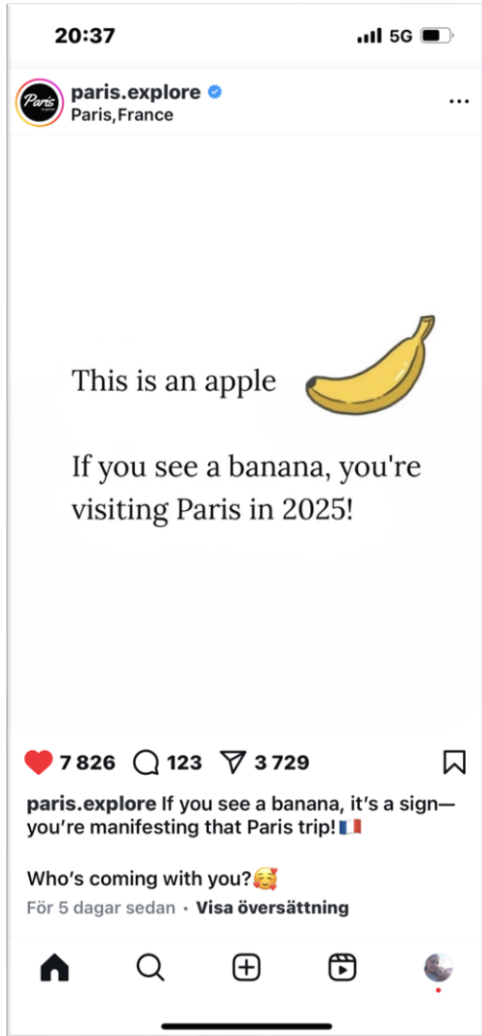 20:37 5G
Paris
paris.explore
Paris,France
This is an apple
If you see a banana, you're
visiting Paris in 2025!
7 826 123 3 729
paris.explore If you see a banana, it’s a sign—
you’re manifesting that Paris trip!🇫🇷
Who’s coming with you?🥰
För 5 dagar sedan • Visa översättning